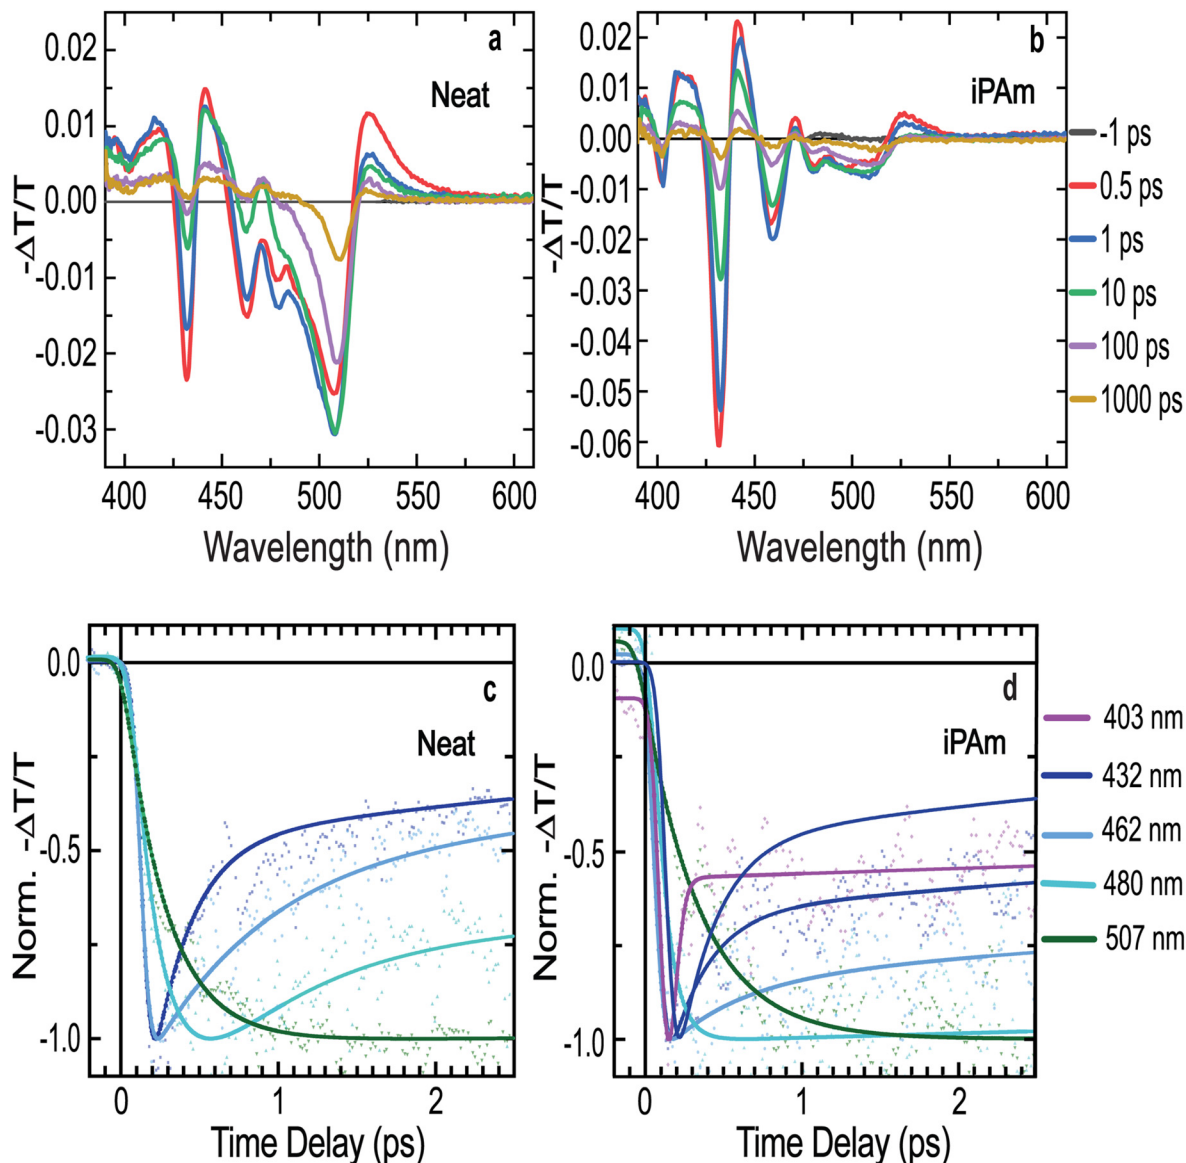 a
Neat
0.02
0.01
0.00
-0.01
-0.02
-0.03
-ΔT/T
400
450
500
550
600
Wavelength (nm)
b
iPAm
0.02
0.01
0.00
-0.01
-0.02
-0.03
-0.04
-0.05
-0.06
-ΔT/T
400
450
500
550
600
Wavelength (nm)
-1 ps
0.5 ps
1 ps
10 ps
100 ps
1000 ps
c
Neat
0.0
-0.5
-1.0
Norm. -ΔT/T
0
1
2
Time Delay (ps)
d
iPAm
0.0
-0.5
-1.0
Norm. -ΔT/T
0
1
2
Time Delay (ps)
403 nm
432 nm
462 nm
480 nm
507 nm